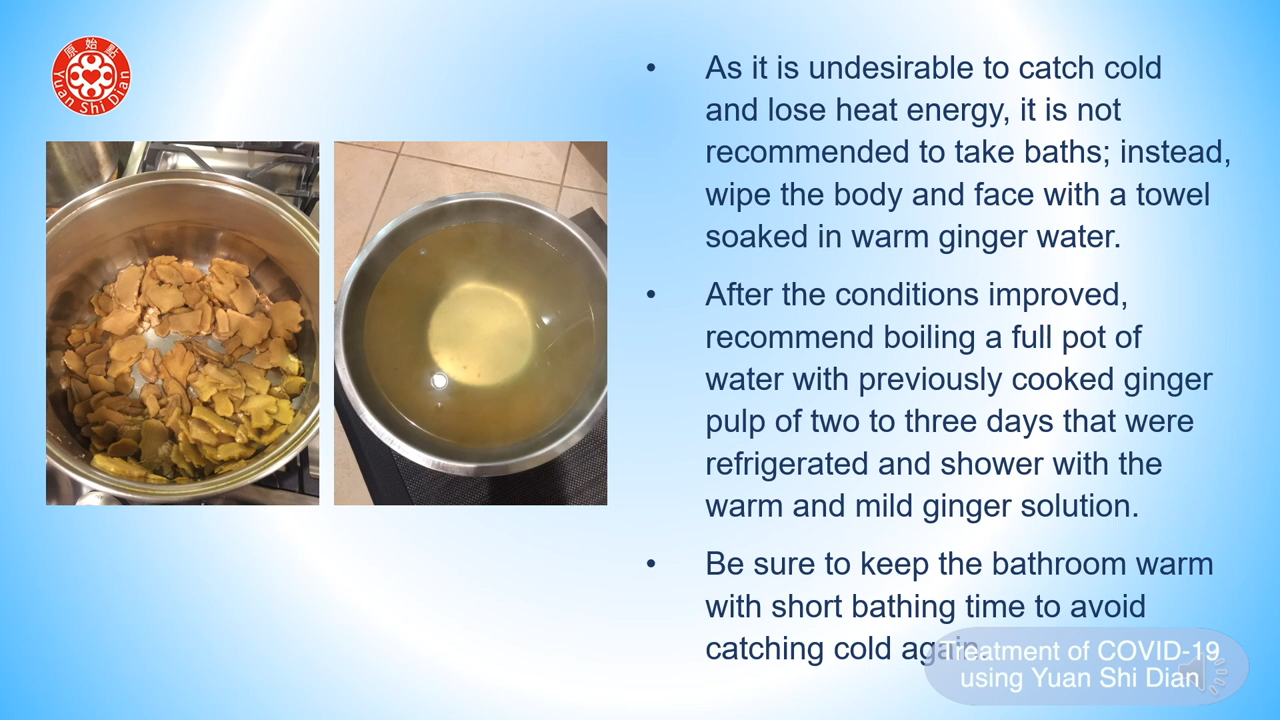 原始點
Yuan Shi Dian
• As it is undesirable to catch cold
and lose heat energy, it is not
recommended to take baths; instead,
wipe the body and face with a towel
soaked in warm ginger water.
• After the conditions improved,
recommend boiling a full pot of
water with previously cooked ginger
pulp of two to three days that were
refrigerated and shower with the
warm and mild ginger solution.
• Be sure to keep the bathroom warm
with short bathing time to avoid
catching cold again.
Treatment of COVID-19
using Yuan Shi Dian